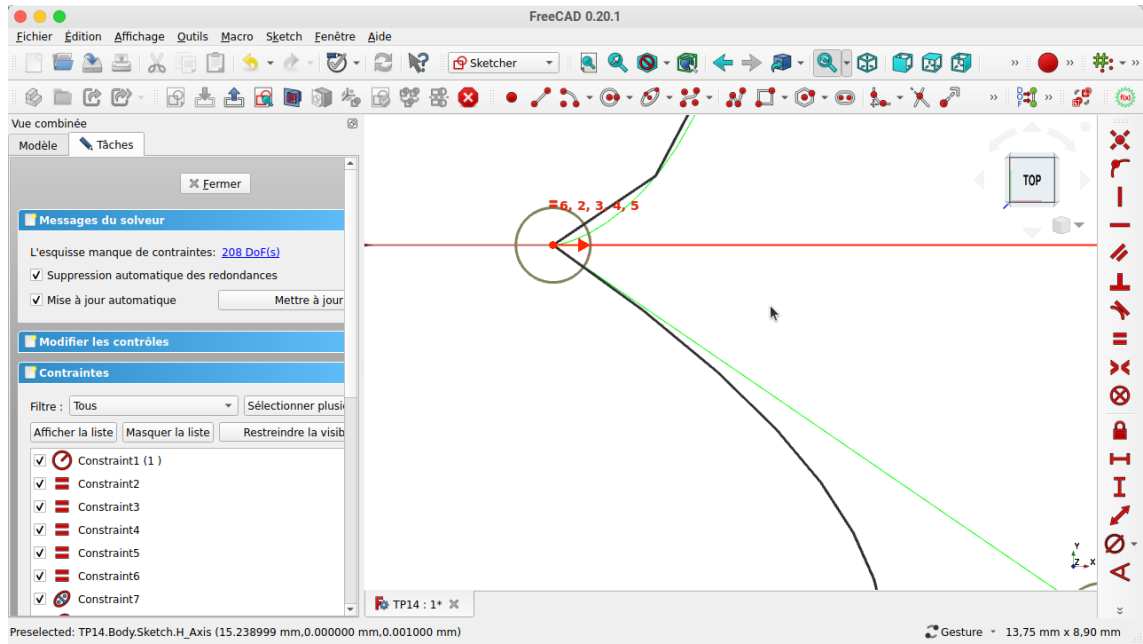 FreeCAD 0.20.1
Fichier Édition Affichage Outils Macro Sketch Fenêtre Aide
Sketcher
f(x)
Vue combinée
Modèle Tâches
Fermer
Messages du solveur
L'esquisse manque de contraintes: 208 DoF(s)
Suppression automatique des redondances
Mise à jour automatique Mettre à jour
Modifier les contrôles
Contraintes
Filtre : Tous Sélectionner plusi
Afficher la liste Masquer la liste Restreindre la visib
Constraint1 (1 )
Constraint2
Constraint3
Constraint4
Constraint5
Constraint6
Constraint7
6, 2, 3, 4, 5
TOP
Y
Z X
TP14 : 1*
Preselected: TP14.Body.Sketch.H_Axis (15.238999 mm,0.000000 mm,0.001000 mm) Gesture 13,75 mm x 8,90 mm